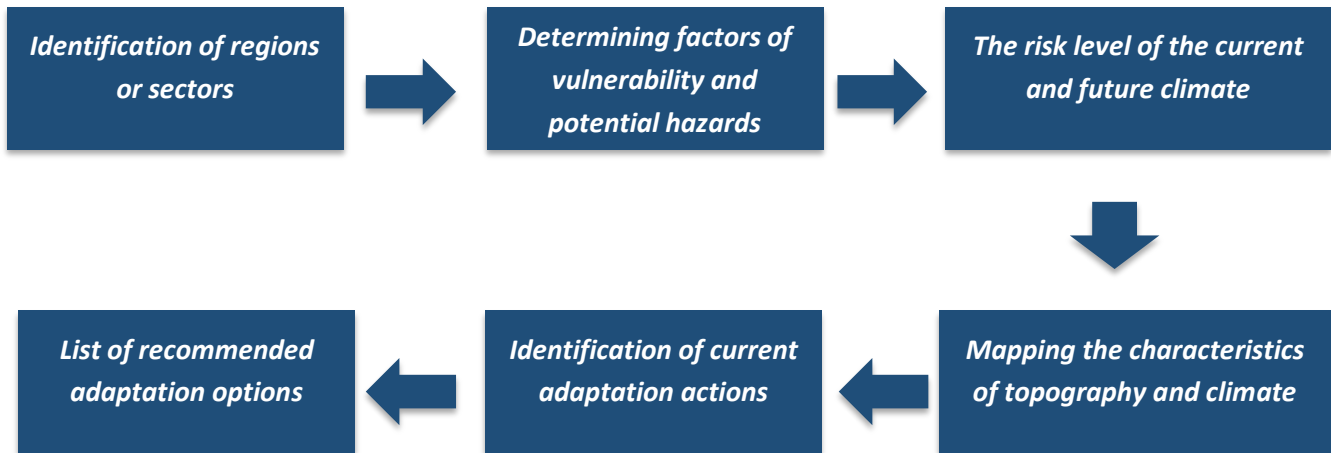 Identification of regions
or sectors
Determining factors of
vulnerability and
potential hazards
The risk level of the current
and future climate
Mapping the characteristics
of topography and climate
Identification of current
adaptation actions
List of recommended
adaptation options